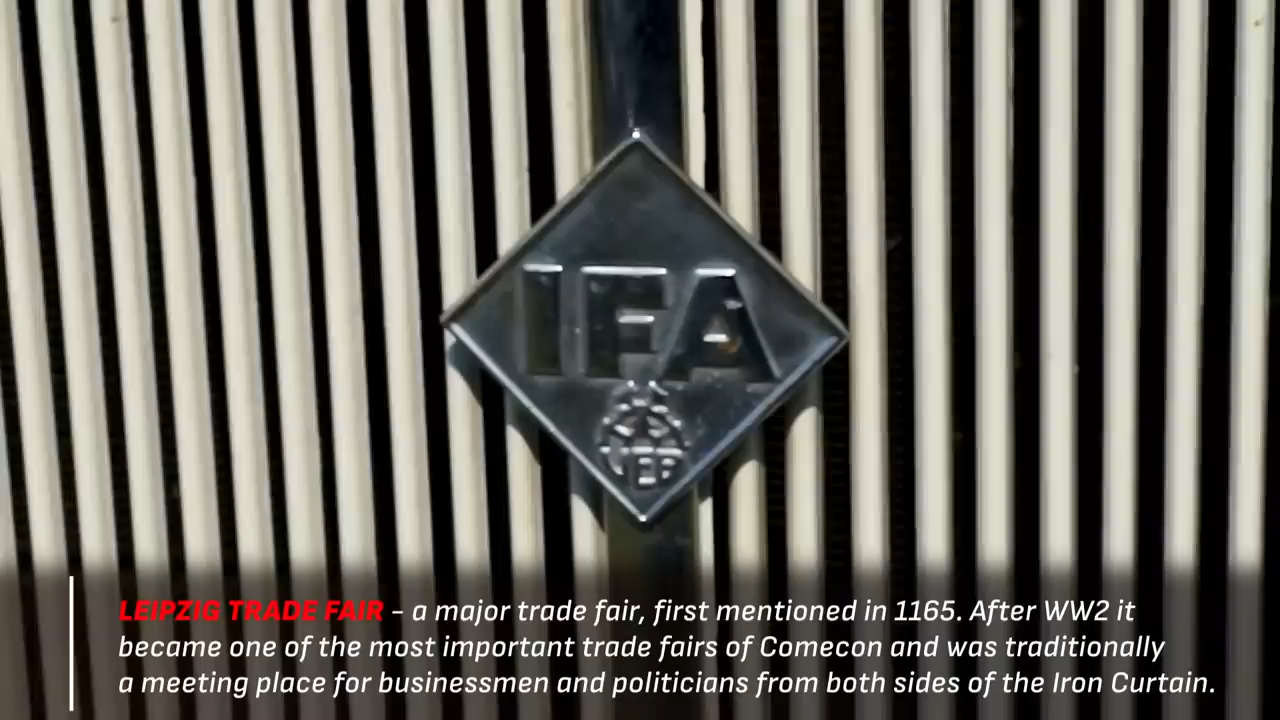 IFA
LEIPZIG TRADE FAIR – a major trade fair, first mentioned in 1165. After WW2 it
became one of the most important trade fairs of Comecon and was traditionally
a meeting place for businessmen and politicians from both sides of the Iron Curtain.